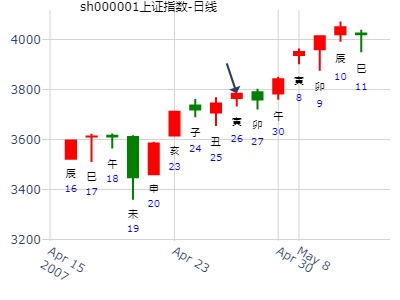 sh000001上证指数-日线
4000
3800
3600
3400
3200
辰
16
巳
17
午
18
未
19
申
20
亥
23
子
24
丑
25
寅
26
卯
27
午
30
寅
8
卯
9
辰
10
巳
11
Apr 15
2007
Apr 23
Apr 30
May 8